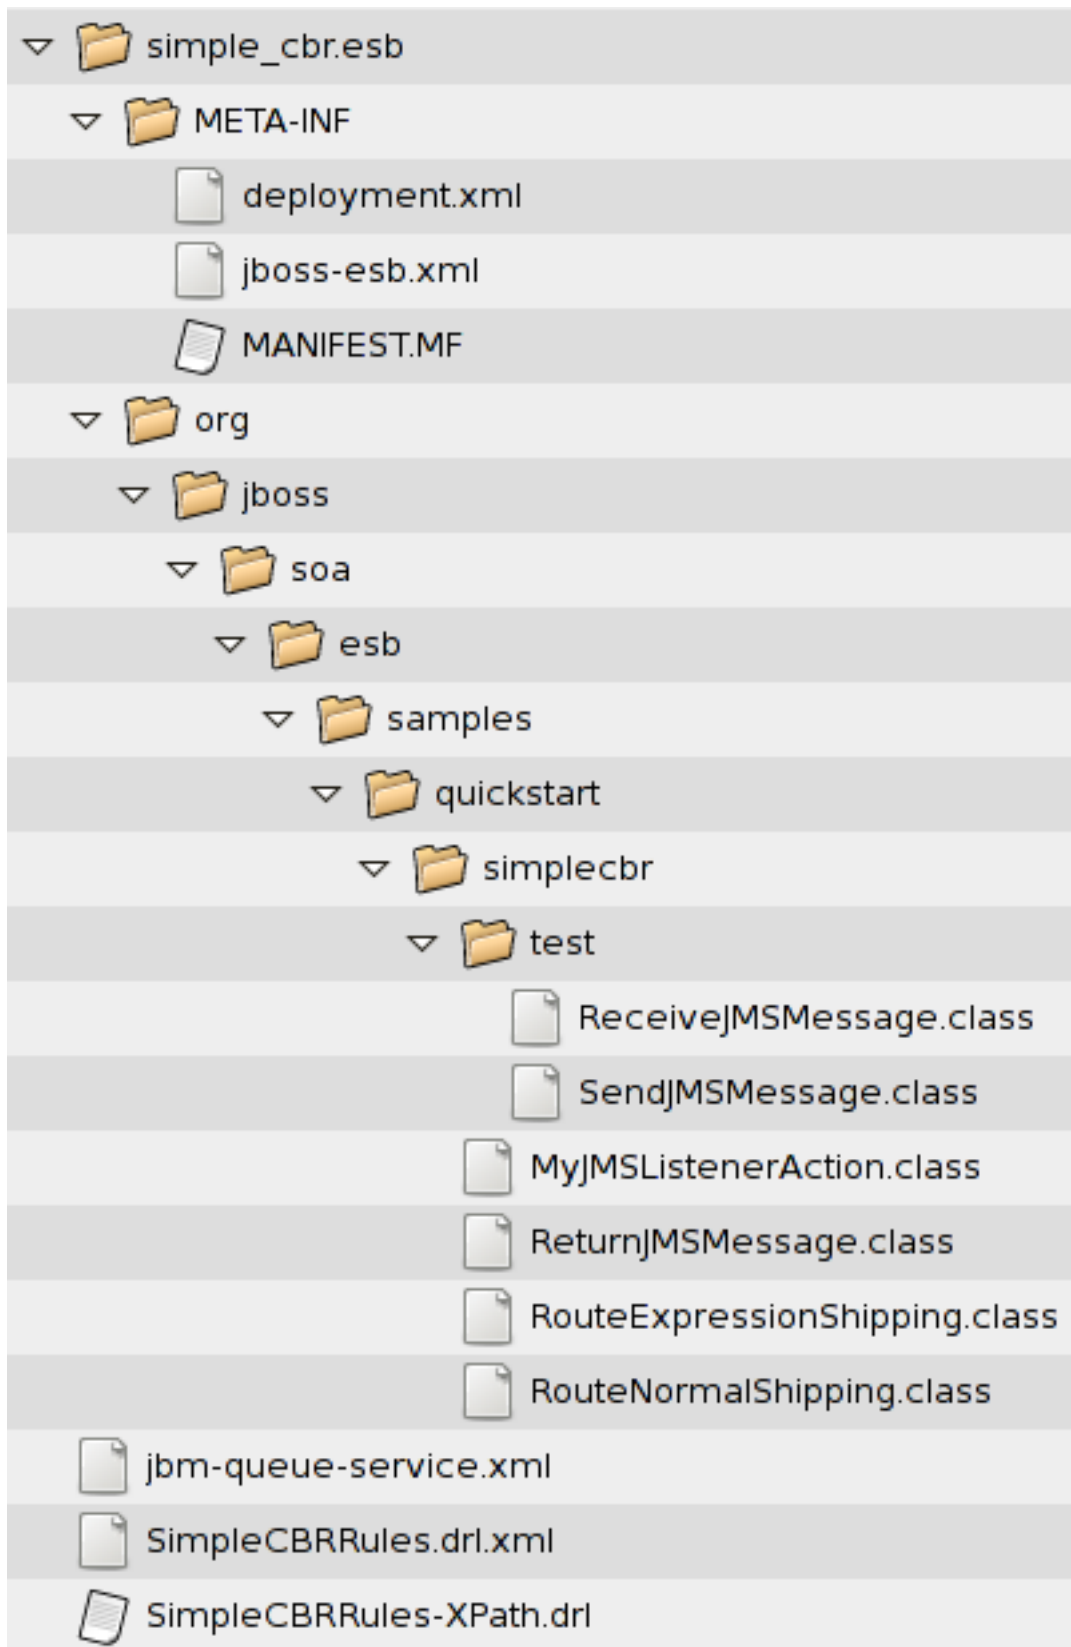 simple_cbr.esb
META-INF
deployment.xml
jboss-esb.xml
MANIFEST.MF
org
jboss
soa
esb
samples
quickstart
simplecbr
test
ReceiveJMSMessage.class
SendJMSMessage.class
MyJMSListenerAction.class
ReturnJMSMessage.class
RouteExpressionShipping.class
RouteNormalShipping.class
jbm-queue-service.xml
SimpleCBRRules.drl.xml
SimpleCBRRules-XPath.drl